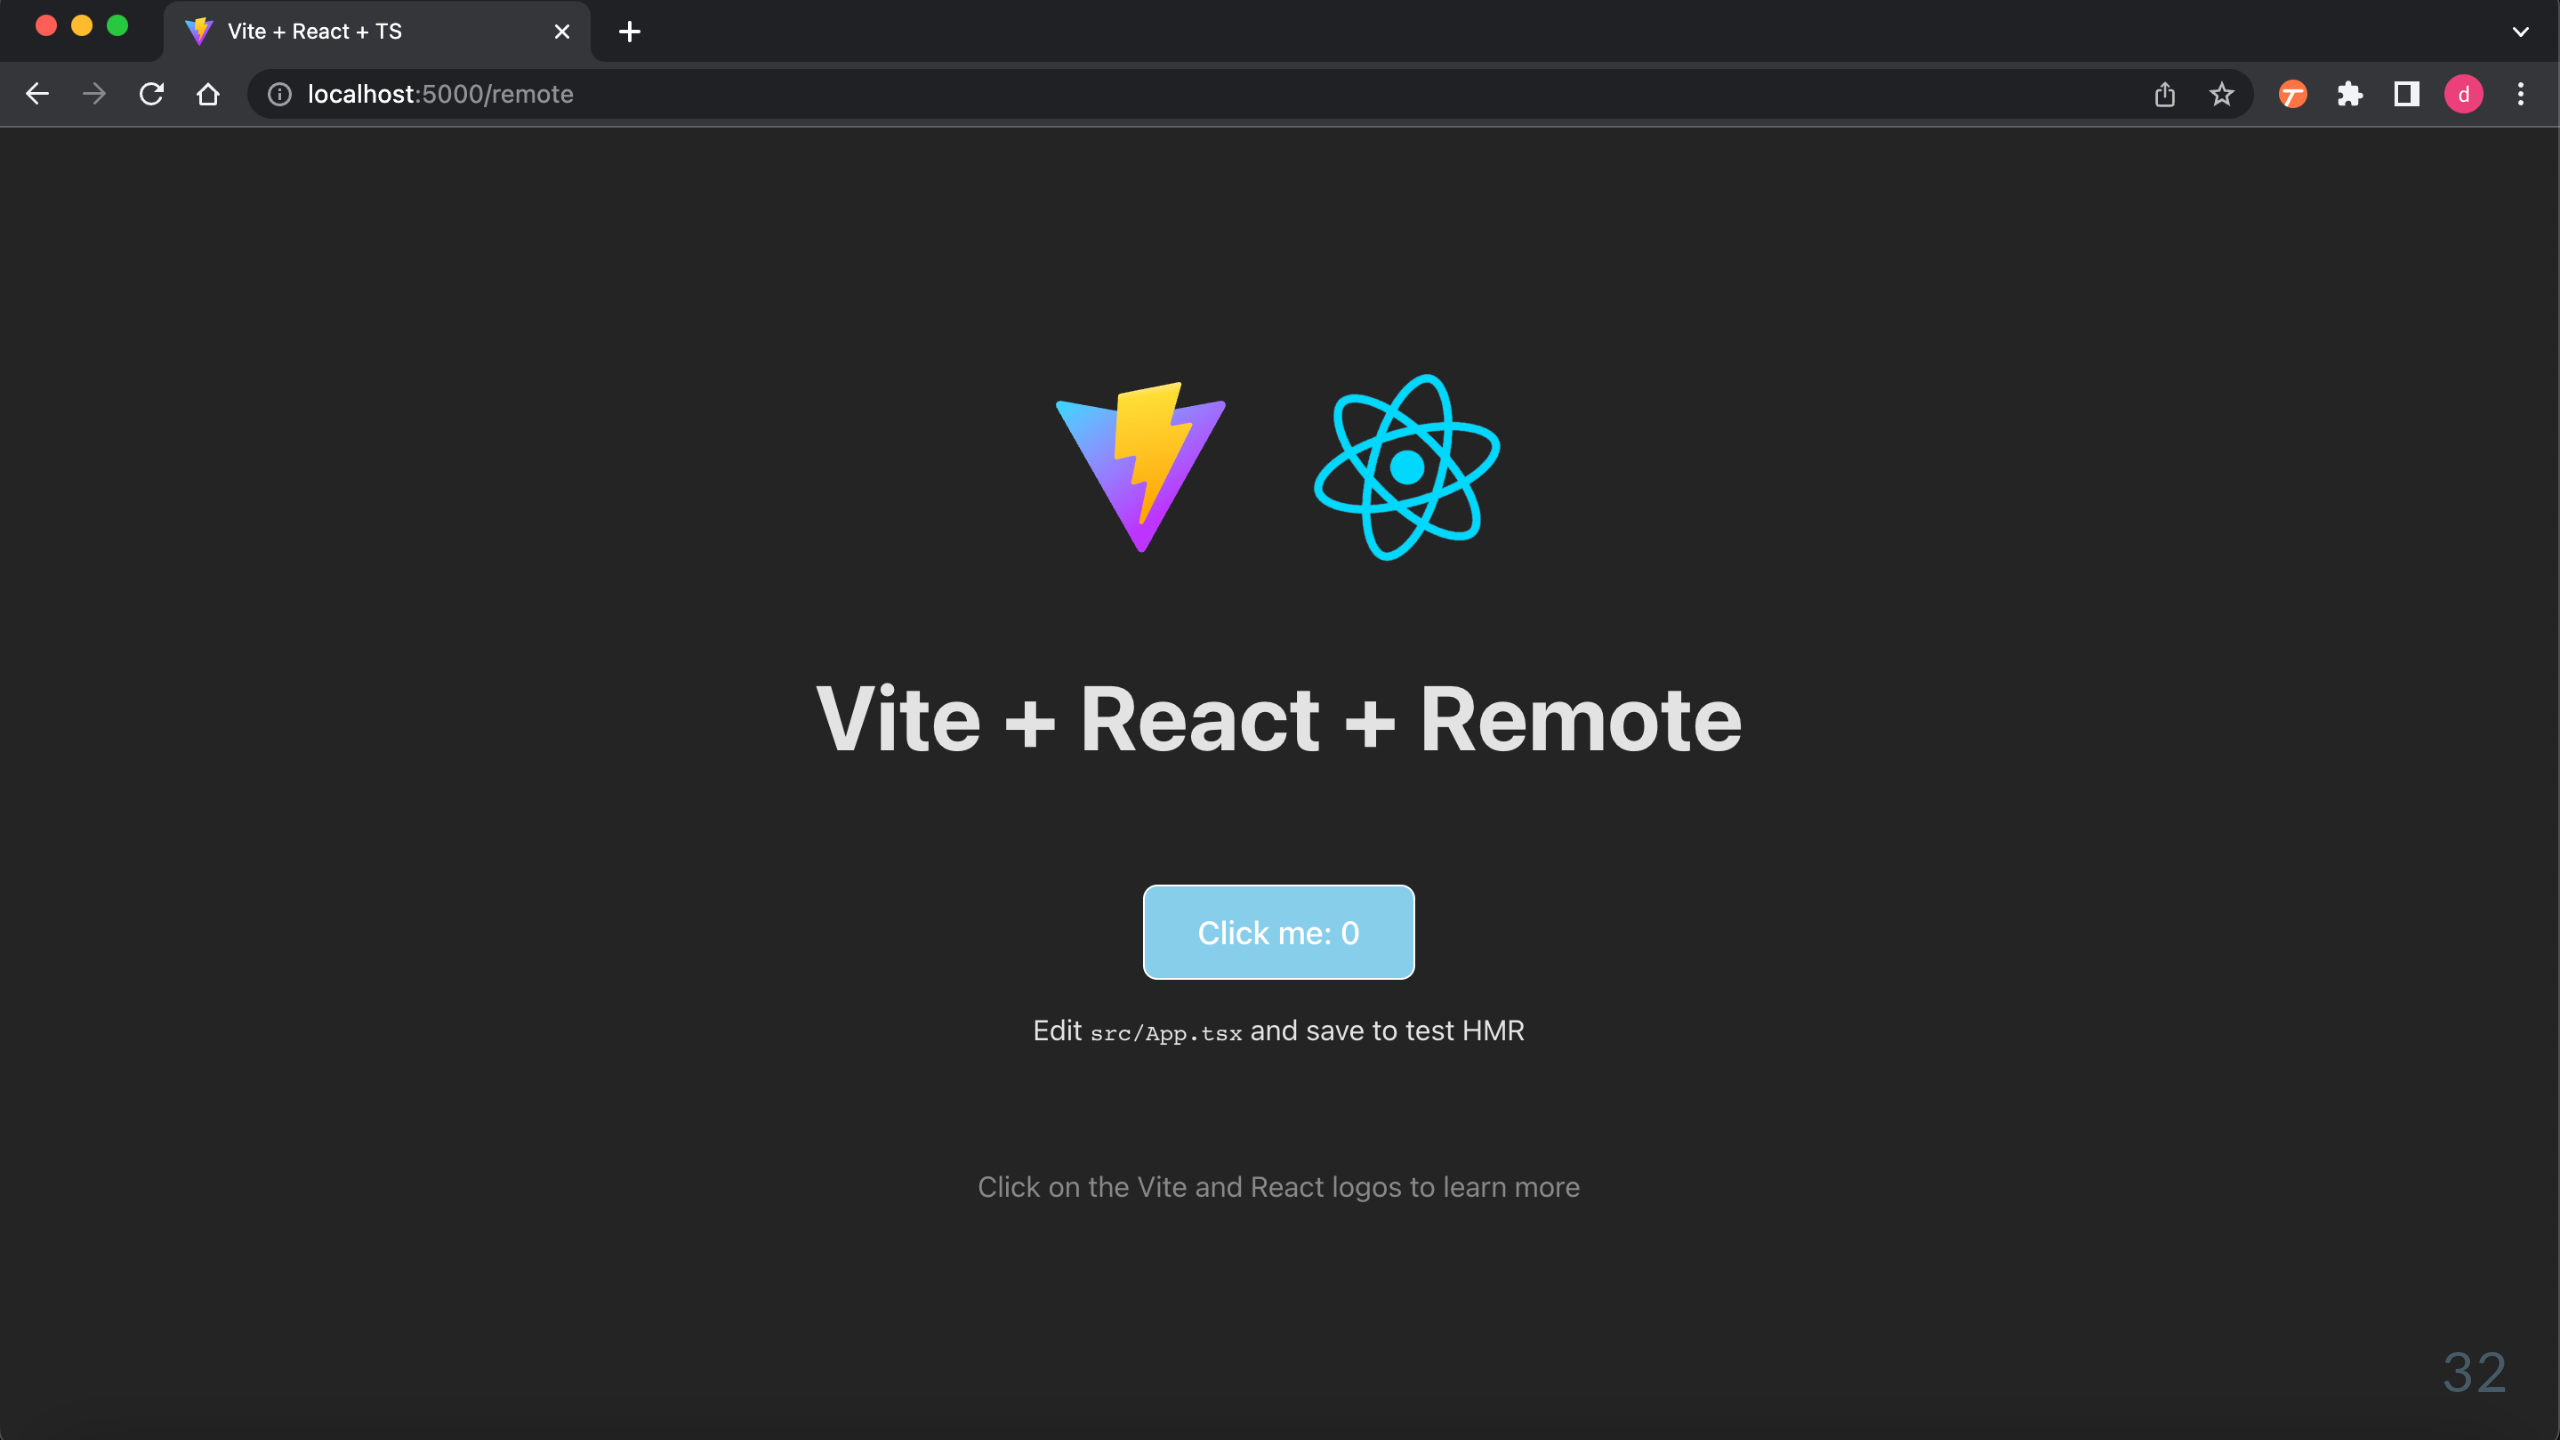 Vite + React + TS
localhost:5000/remote
d
Vite + React + Remote
Click me: 0
Edit src/App.tsx and save to test HMR
Click on the Vite and React logos to learn more
32